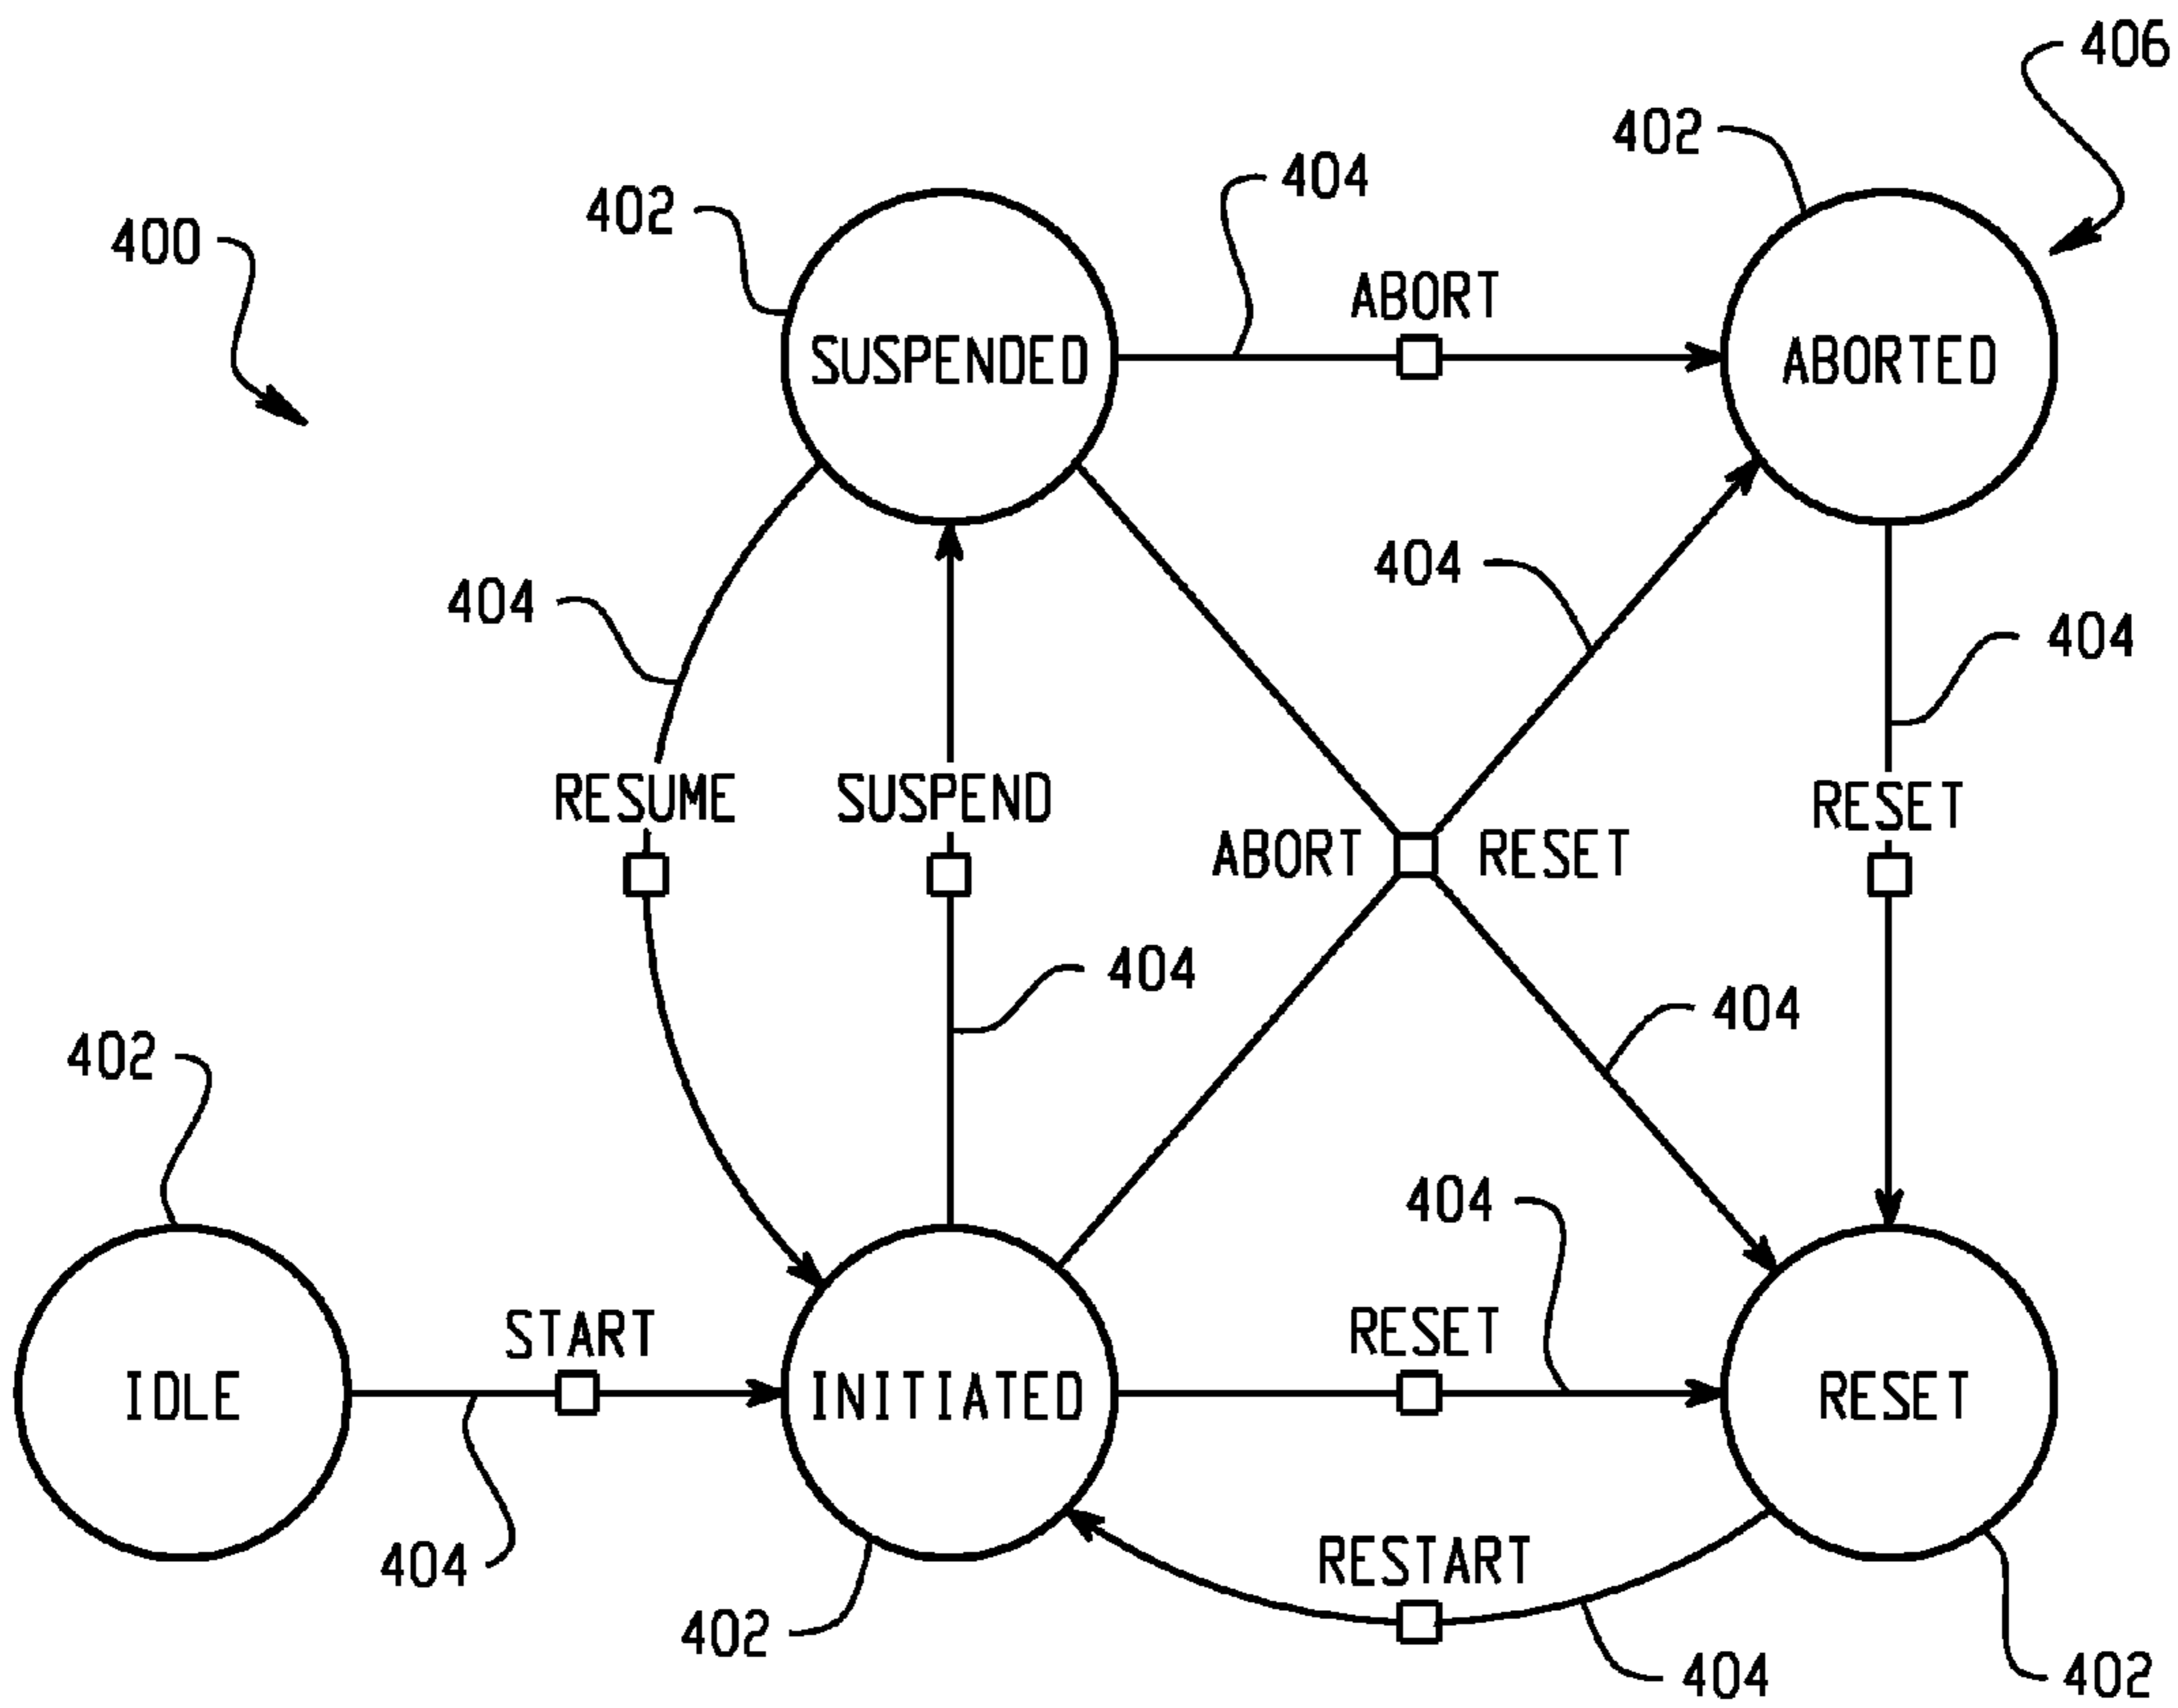 406
402
404
402
400
ABORT
SUSPENDED
ABORTED
404
404
404
RESUME
SUSPEND
RESET
ABORT
RESET
404
404
402
404
START
RESET
IDLE
INITIATED
RESET
RESTART
404
402
404
402